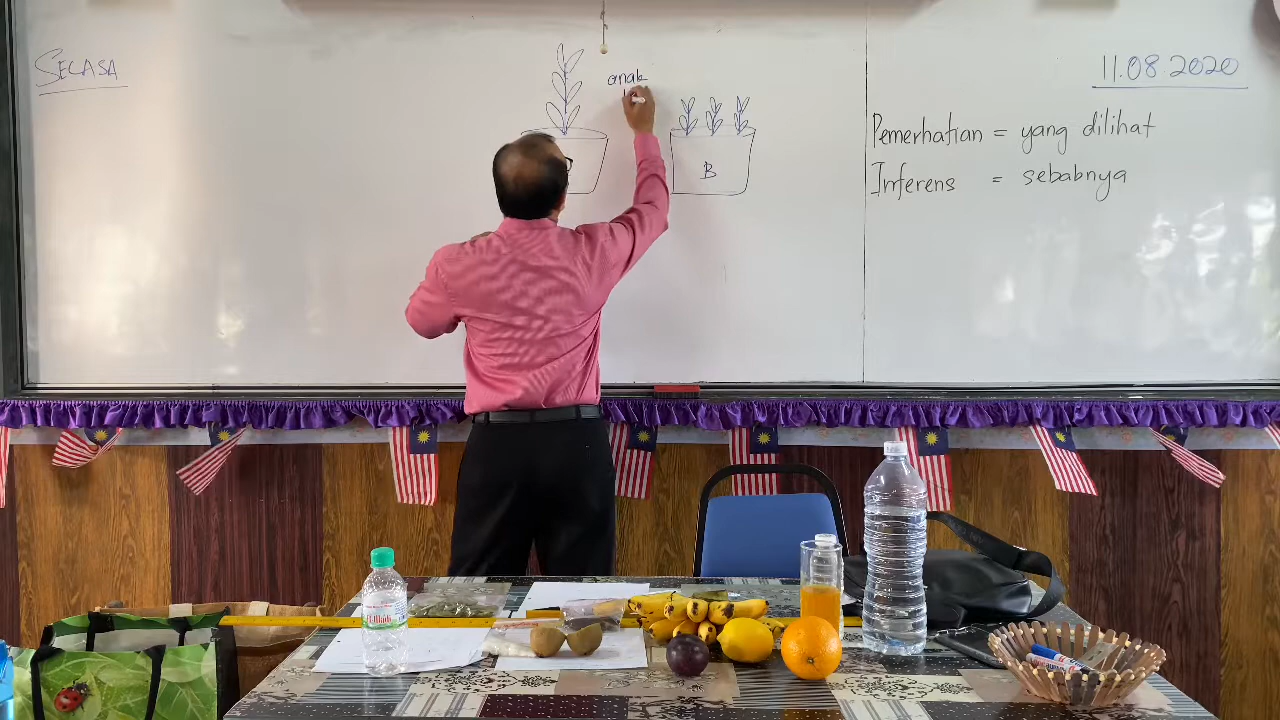 SELASA
11.08.2020
anak
B
Pemerhatian = yang dilihat
Inferens = sebabnya